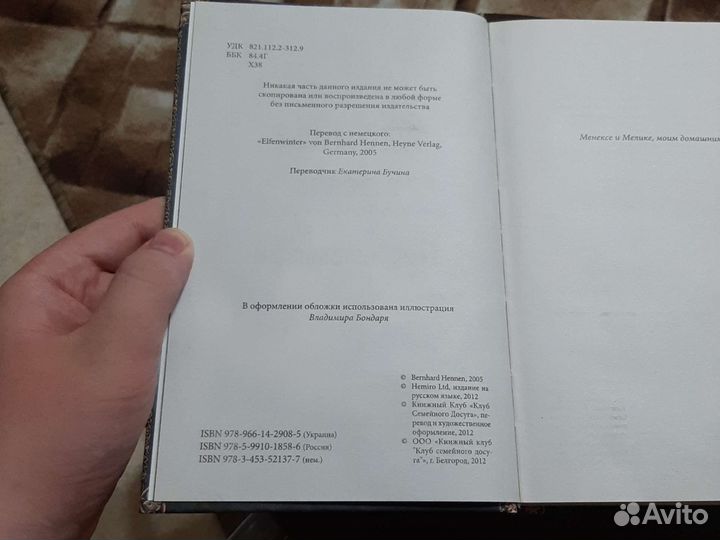 УДК 821.112.2-312.9
ББК 84.4Г
Х38
Никакая часть данного издания не может быть
скопирована или воспроизведена в любой форме
без письменного разрешения издательства
Перевод с немецкого:
«Elfenwinter» von Bernhard Hennen, Heyne Verlag,
Germany, 2005
Переводчик Екатерина Бучина
В оформлении обложки использована иллюстрация
Владимира Бондаря
© Bernhard Hennen, 2005
© Hemiro Ltd, издание на
русском языке, 2012
© Книжный Клуб «Клуб
Семейного Досуга», пе-
ревод и художественное
оформление, 2012
© ООО «Книжный клуб
"Клуб семейного досу-
га"», г. Белгород, 2012
ISBN 978-966-14-2908-5 (Украина)
ISBN 978-5-9910-1858-6 (Россия)
ISBN 978-3-453-52137-7 (нем.)
Менексе и Мелике, моим домашним
Avito